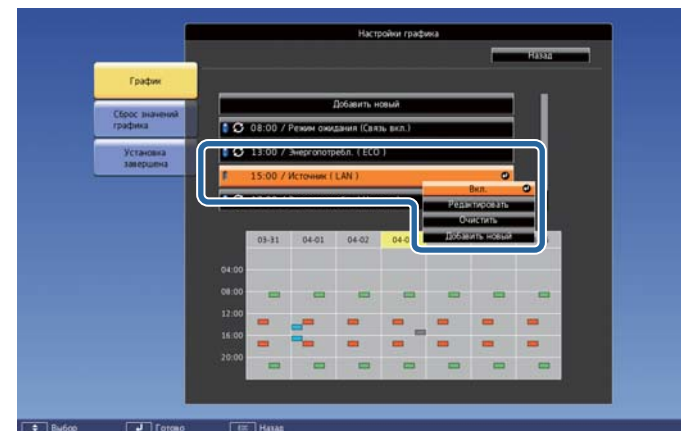 Настройки графика
Назад
График
Сброс значений
графика
Установка
завершена
Добавить новый
08:00 / Режим ожидания (Связь вкл.)
13:00 / Энергопотребл. ( ECO )
15:00 / Источник ( LAN )
Вкл.
Редактировать
Очистить
Добавить новый
03-31 04-01 04-02
04:00
08:00
12:00
16:00
20:00
Выбор Готово Esc Назад